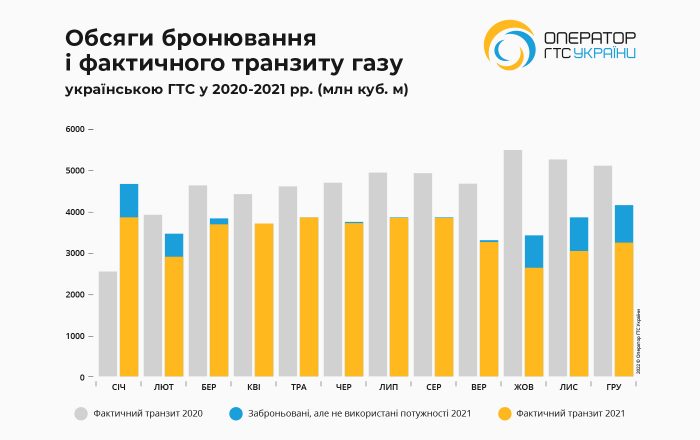 Обсяги бронювання
і фактичного транзиту газу
українською ГТС у 2020-2021 рр. (млн куб. м)
ОПЕРАТОР
ГТС УКРАЇНИ
6000
5000
4000
3000
2000
1000
0
СІЧ ЛЮТ БЕР КВІ ТРА ЧЕР ЛИП СЕР ВЕР ЖОВ ЛИС ГРУ
2022 © Оператор ГТС України
Фактичний транзит 2020 Заброньовані, але не використані потужності 2021 Фактичний транзит 2021